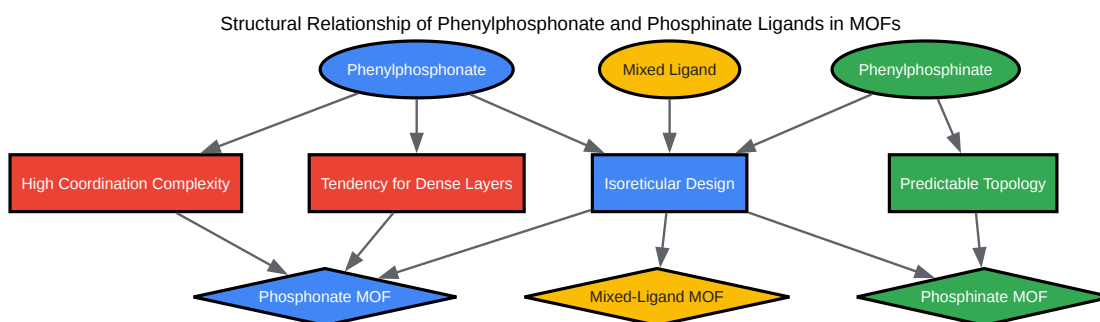 Structural Relationship of Phenylphosphonate and Phosphinate Ligands in MOFs
Phenylphosphonate
Mixed Ligand
Phenylphosphinate
High Coordination Complexity
Tendency for Dense Layers
Isoreticular Design
Predictable Topology
Phosphonate MOF
Mixed-Ligand MOF
Phosphinate MOF